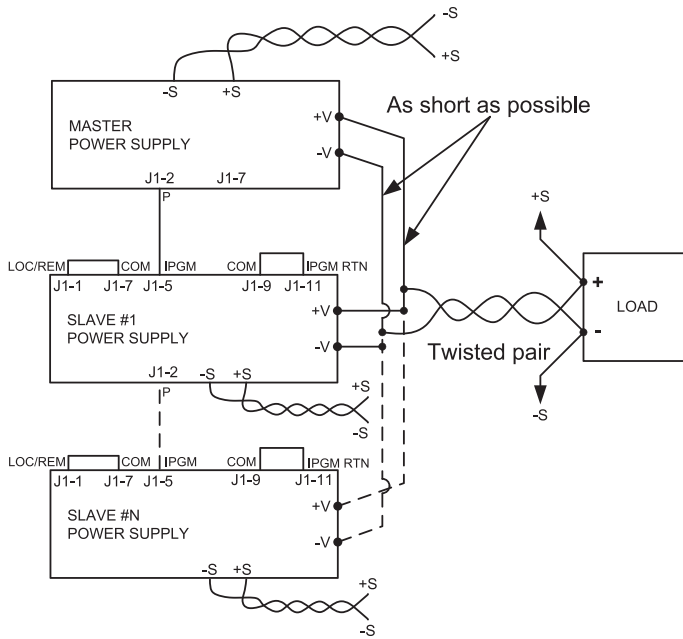 -S
+S
-S +S
As short as possible
MASTER
POWER SUPPLY
+V
-V
J1-2 J1-7
P
+S
LOC/REM COM IPGM COM IPGM RTN
J1-1 J1-7 J1-5 J1-9 J1-11
+
LOAD
SLAVE #1
POWER SUPPLY
+V
-
-V
Twisted pair
J1-2 -S +S
P
+S
-S
-S
LOC/REM COM IPGM COM IPGM RTN
J1-1 J1-7 J1-5 J1-9 J1-11
SLAVE #N
POWER SUPPLY
+V
-V
-S +S
+S
-S